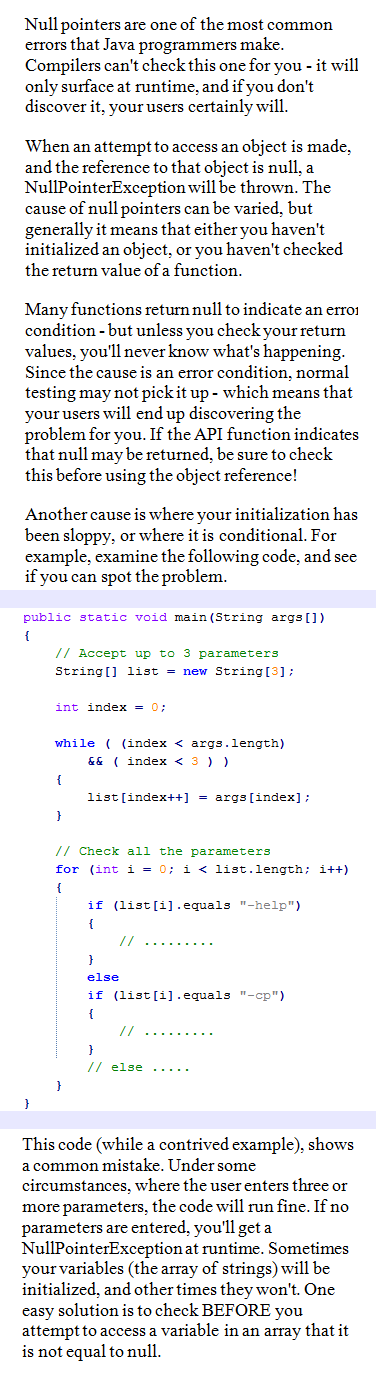 Null pointers are one of the most common
errors that Java programmers make.
Compilers can't check this one for you - it will
only surface at runtime, and if you don't
discover it, your users certainly will.
When an attempt to access an object is made,
and the reference to that object is null, a
NullPointerException will be thrown. The
cause of null pointers can be varied, but
generally it means that either you haven't
initialized an object, or you haven't checked
the return value of a function.
Many functions return null to indicate an error
condition - but unless you check your return
values, you'll never know what's happening.
Since the cause is an error condition, normal
testing may not pick it up - which means that
your users will end up discovering the
problem for you. If the API function indicates
that null may be returned, be sure to check
this before using the object reference!
Another cause is where your initialization has
been sloppy, or where it is conditional. For
example, examine the following code, and see
if you can spot the problem.
public static void main(String args[])
{
// Accept up to 3 parameters
String[] list = new String[3];
int index = 0;
while ( (index < args.length)
&& ( index < 3 ) )
{
list[index++] = args[index];
}
// Check all the parameters
for (int i = 0; i < list.length; i++)
{
if (list[i].equals "-help")
{
// .........
}
else
if (list[i].equals "-cp")
{
// .........
}
// else .....
}
}
This code (while a contrived example), shows
a common mistake. Under some
circumstances, where the user enters three or
more parameters, the code will run fine. If no
parameters are entered, you'll get a
NullPointerException at runtime. Sometimes
your variables (the array of strings) will be
initialized, and other times they won't. One
easy solution is to check BEFORE you
attempt to access a variable in an array that it
is not equal to null.